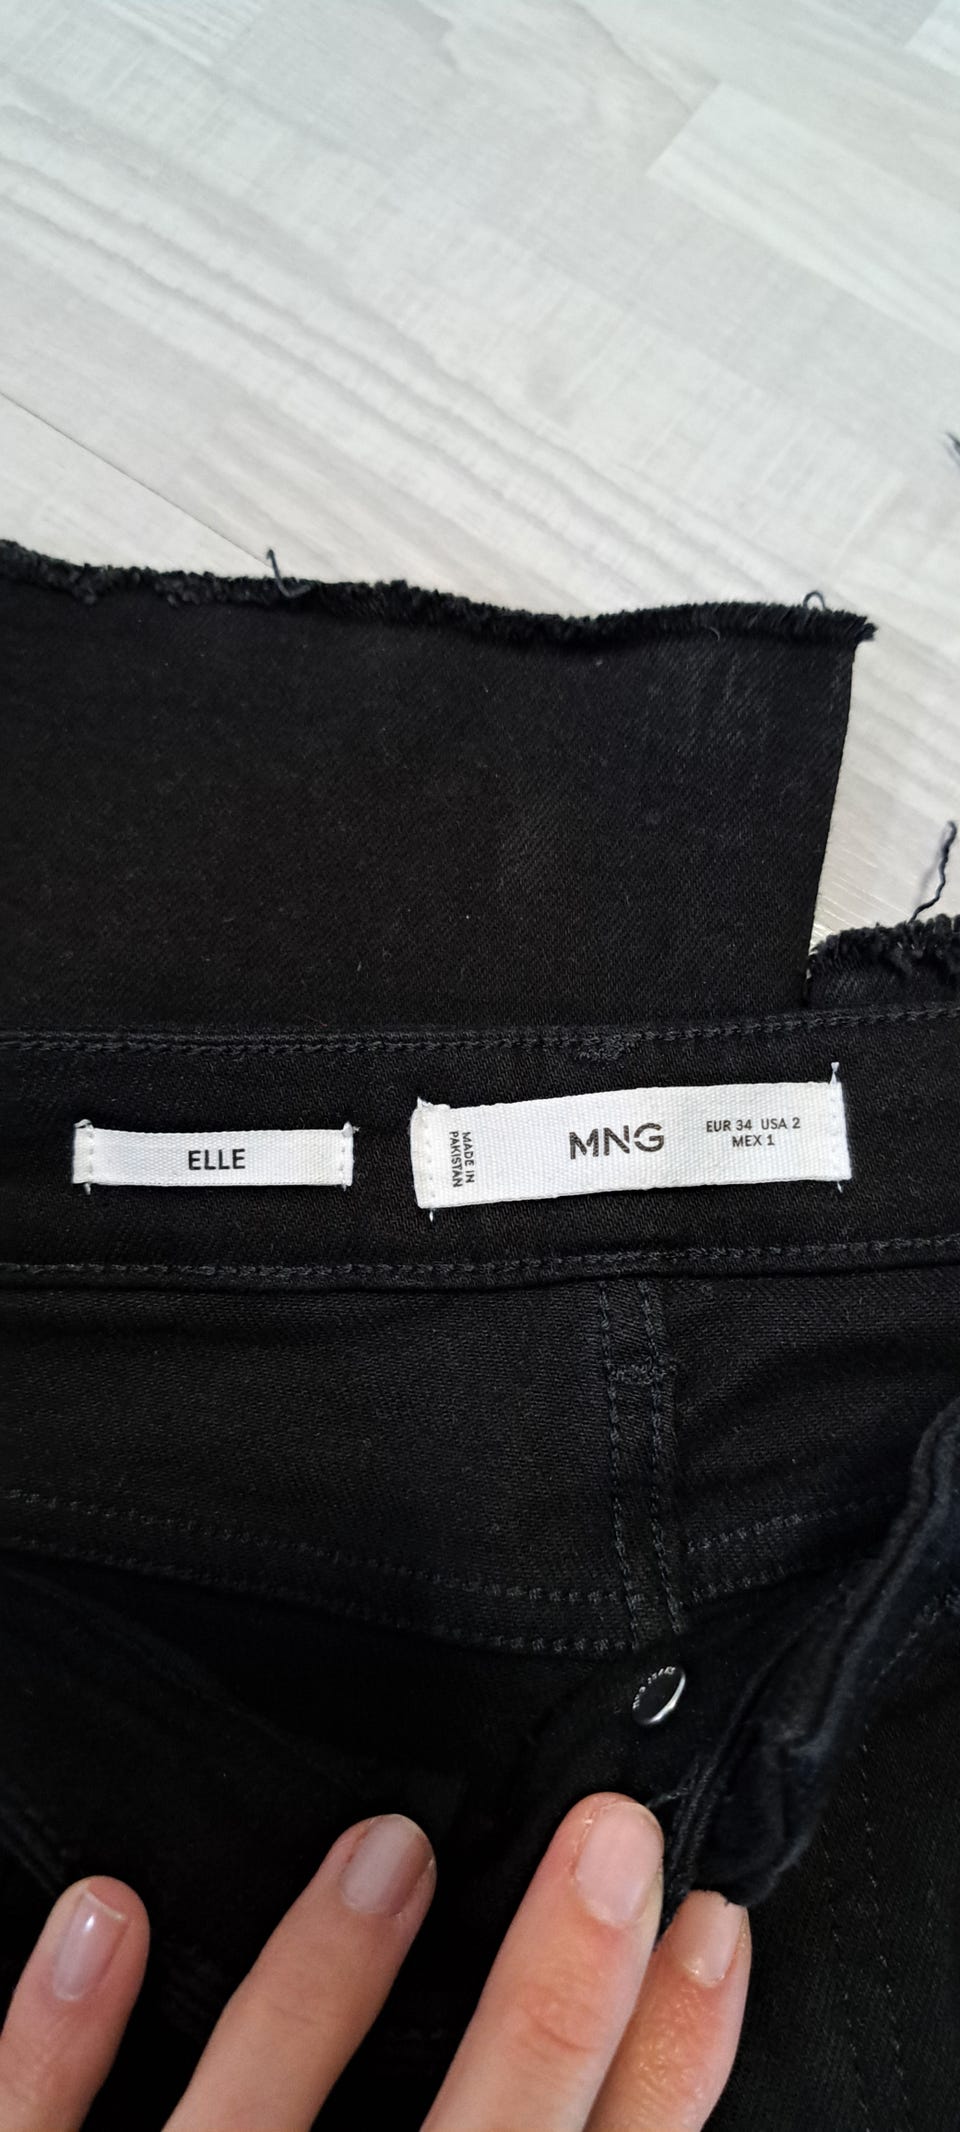 ELLE
MADE IN
PAKISTAN
MNG
EUR 34 USA 2
MEX 1